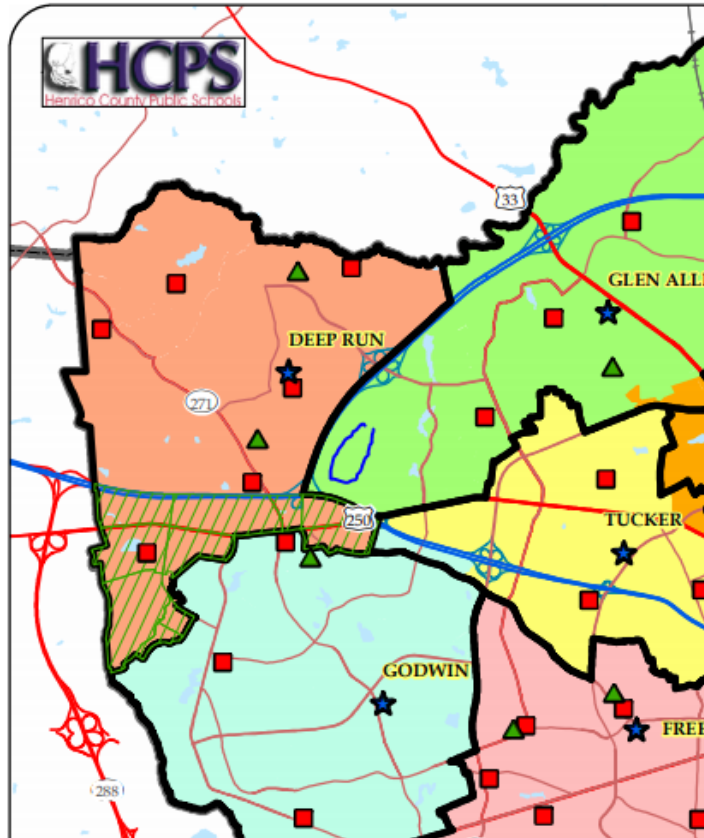 HCPS
Henrico County Public Schools
33
GLEN ALL
DEEP RUN
271
250
TUCKER
GODWIN
FREE
288